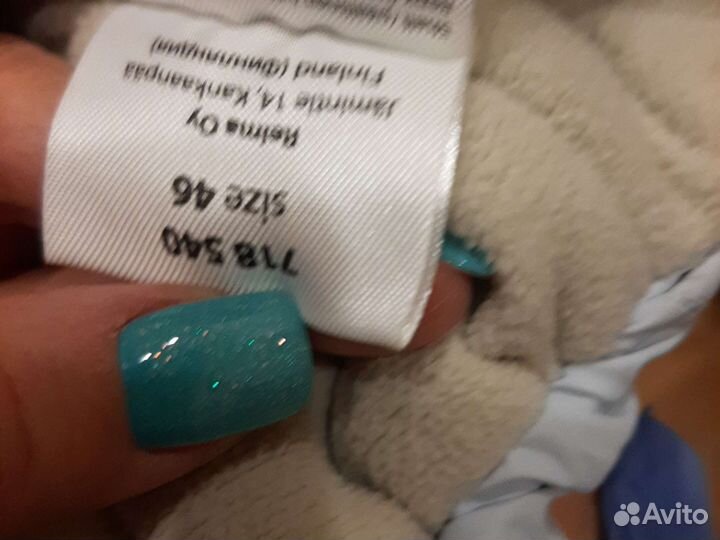 718 540
size 46
Reima Oy
Jämintie 14, Kankaanpää
Finland (Финляндия)
Avito